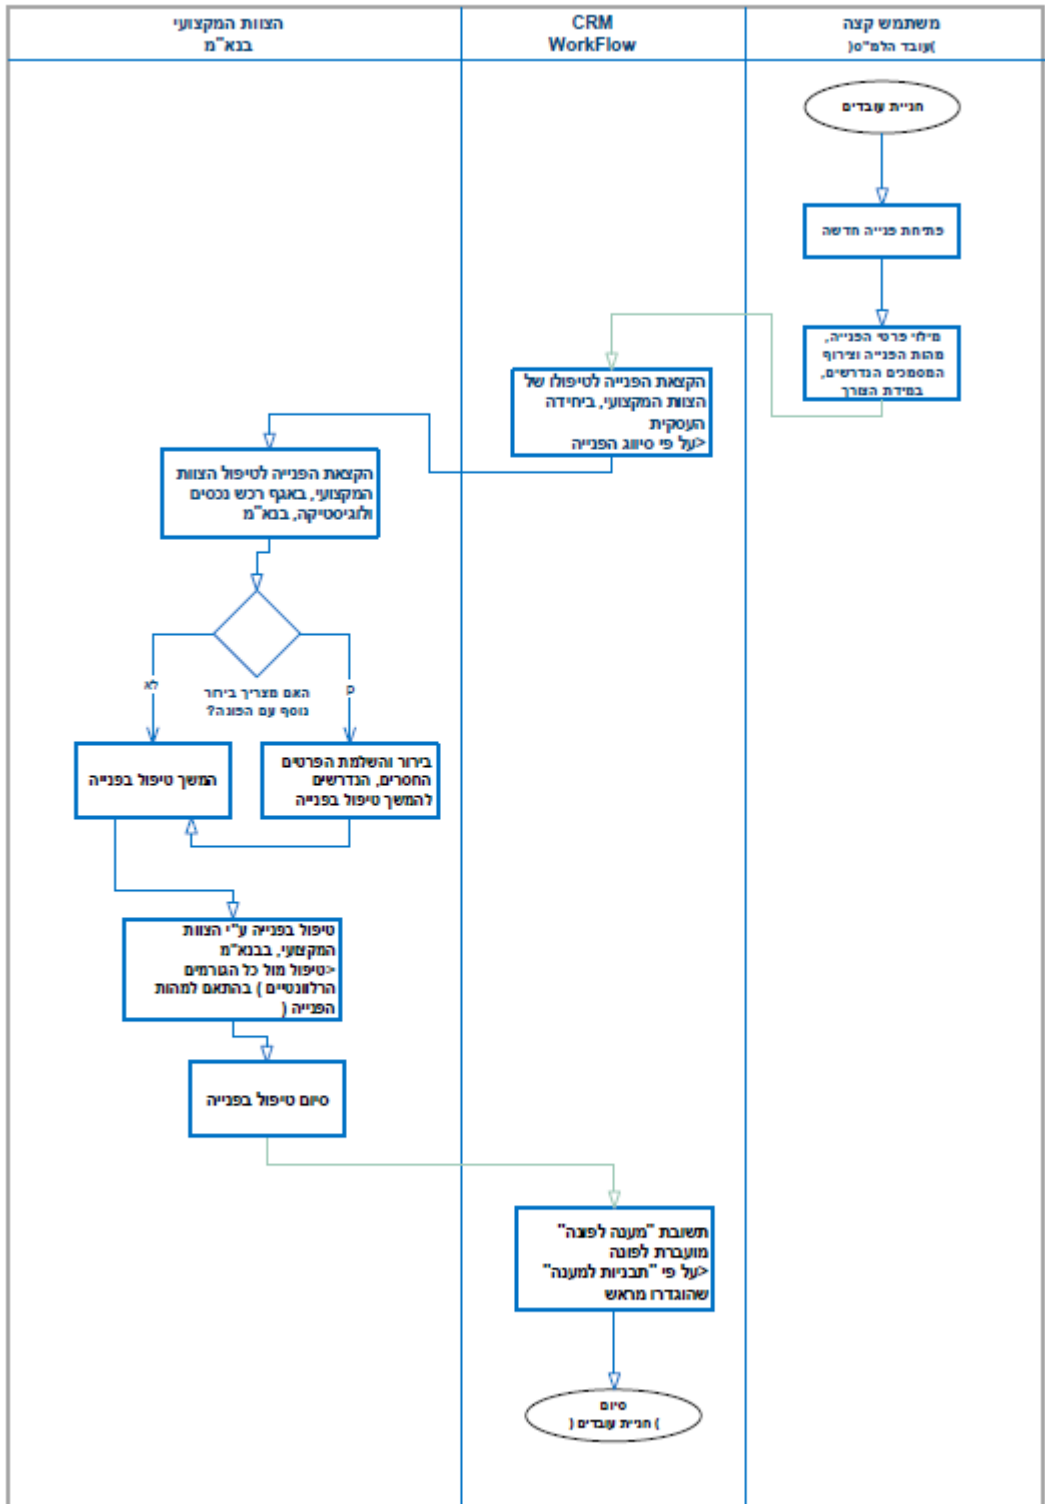 משתמש קצה
)עובד הלמ"ס(
CRM
WorkFlow
הצוות המקצועי
בנא"מ
חניית עובדים
פתיחת פנייה חדשה
מילוי פרטי הפנייה,
מהות הפנייה וצירוף
המסמכים הנדרשים,
במידת הצורך
הקצאת הפנייה לטיפולו של
הצוות המקצועי, ביחידה
העסקית
>על פי סיווג הפנייה
הקצאת הפנייה לטיפול הצוות
המקצועי, באגף רכש נכסים
ולוגיסטיקה, בנא"מ
האם מצריך בירור
נוסף עם הפונה?
כן
לא
בירור והשלמת הפרטים
החסרים, הנדרשים
להמשך טיפול בפנייה
המשך טיפול בפנייה
טיפול בפנייה ע"י הצוות
המקצועי, בבנא"מ
>טיפול מול כל הגורמים
הרלוונטיים ) בהתאם למהות
הפנייה (
סיום טיפול בפנייה
תשובת "מענה לפונה"
מועברת לפונה
>על פי "תבניות למענה"
שהוגדרו מראש
סיום
) חניית עובדים (